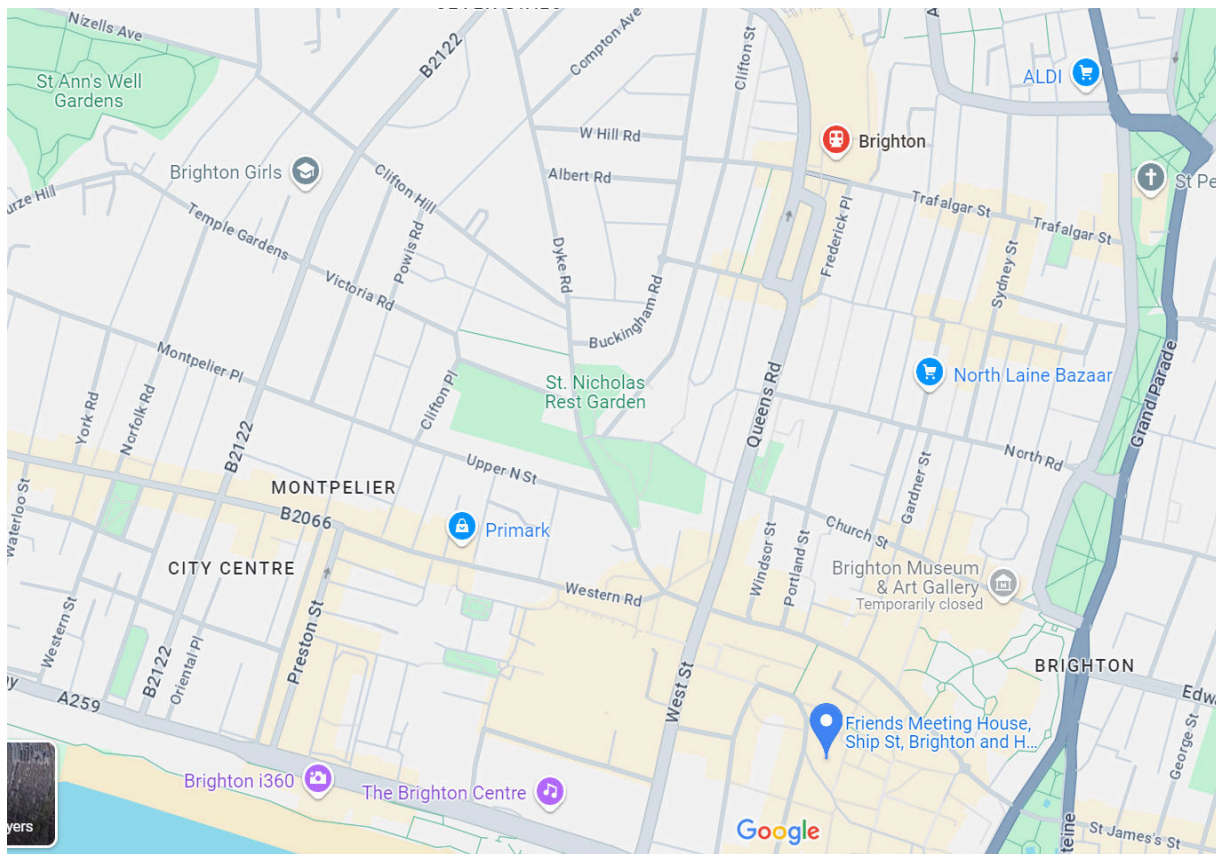 Nizells Ave
B2122
Compton Ave
Clifton St
St Ann's Well
Gardens
ALDI
W Hill Rd
Brighton
Brighton Girls
Albert Rd
Clifton Hill
St Pe
urze Hill
Trafalgar St
Trafalgar St
Temple Gardens
Powis Rd
Dyke Rd
Frederick Pl
Sydney St
Victoria Rd
Buckingham Rd
Montpelier Pl
St. Nicholas
Rest Garden
Queens Rd
North Laine Bazaar
Grand Parade
Clifton Pl
York Rd
Norfolk Rd
B2122
Upper N St
North Rd
Gardner St
MONTPELIER
Waterloo St
B2066
Primark
Church St
Windsor St
Portland St
CITY CENTRE
Western Rd
Brighton Museum
& Art Gallery
Temporarily closed
Western St
Preston St
B2122
Oriental Pl
West St
BRIGHTON
A259
Edw
Friends Meeting House,
Ship St, Brighton and H...
George St
Brighton i360
The Brighton Centre
yers
Google
St James's St
teine